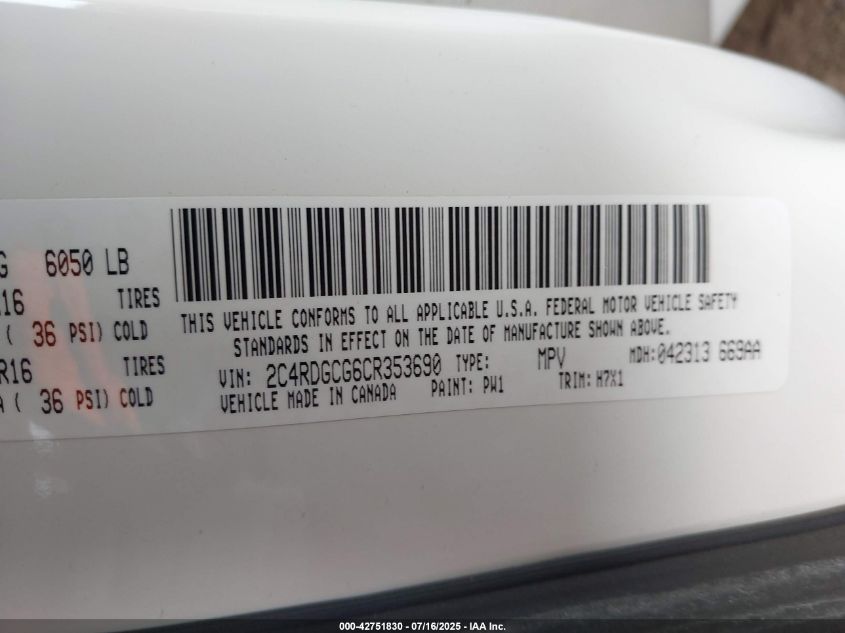 G 6050 LB
R16 TIRES
( 36 PSI) COLD
R16 TIRES
A ( 36 PSI) COLD
THIS VEHICLE CONFORMS TO ALL APPLICABLE U.S.A. FEDERAL MOTOR VEHICLE SAFETY
STANDARDS IN EFFECT ON THE DATE OF MANUFACTURE SHOWN ABOVE.
VIN: 2C4RDGCG6CR353690 TYPE: MPV MDH:042313 669AA
VEHICLE MADE IN CANADA PAINT: PW1 TRIM: H7X1
000-42751830 - 07/16/2025 - IAA Inc.